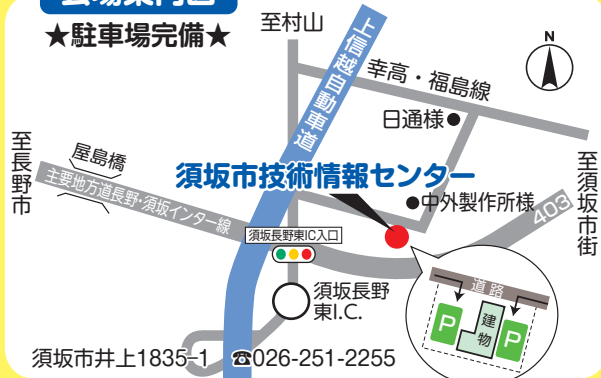 会場案内図
★駐車場完備★
至村山
上信越自動車道
幸高・福島線
N
日通様
至長野市
屋島橋
主要地方道長野・須坂インター線
須坂市技術情報センター
中外製作所様
至須坂市街
403
須坂長野東IC入口
須坂長野
東I.C.
道路
P
建物
P
須坂市井上1835-1 ☎026-251-2255